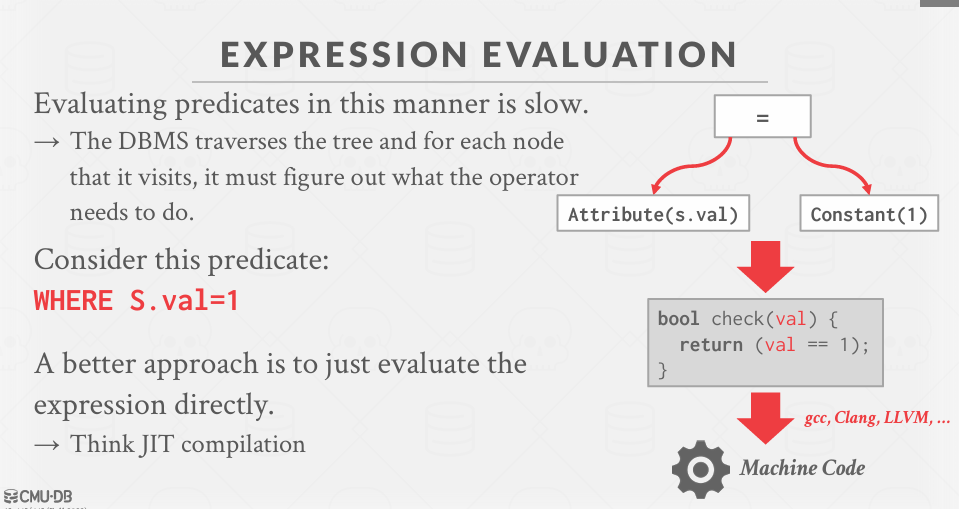 EXPRESSION EVALUATION
Evaluating predicates in this manner is slow.
→ The DBMS traverses the tree and for each node
that it visits, it must figure out what the operator
needs to do.
Consider this predicate:
WHERE S.val=1
A better approach is to just evaluate the
expression directly.
→ Think JIT compilation
=
Attribute(s.val)
Constant(1)
bool check(val) {
return (val == 1);
}
gcc, Clang, LLVM, ...
Machine Code
CMU·DB